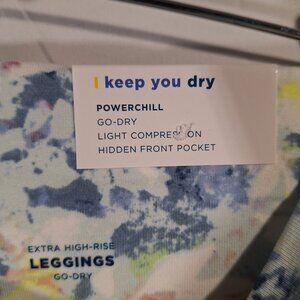 I keep you dry
POWERCHILL
GO-DRY
LIGHT COMPRESSION
HIDDEN FRONT POCKET
EXTRA HIGH-RISE
LEGGINGS
GO-DRY